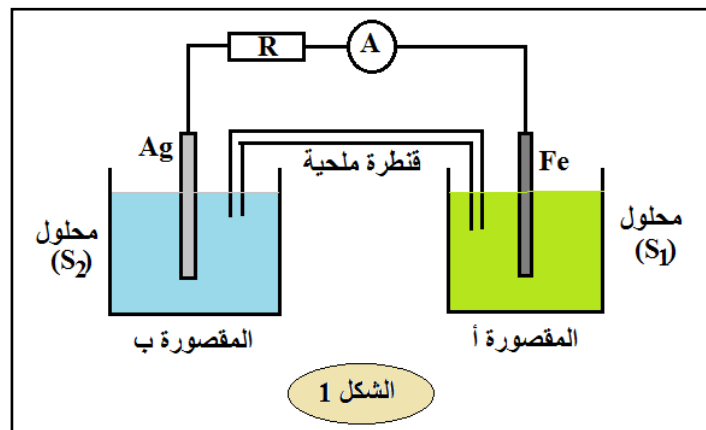 R
A
Ag
Fe
قنطرة ملحية
محلول
(S1)
محلول
(S2)
المقصورة أ
المقصورة ب
الشكل 1